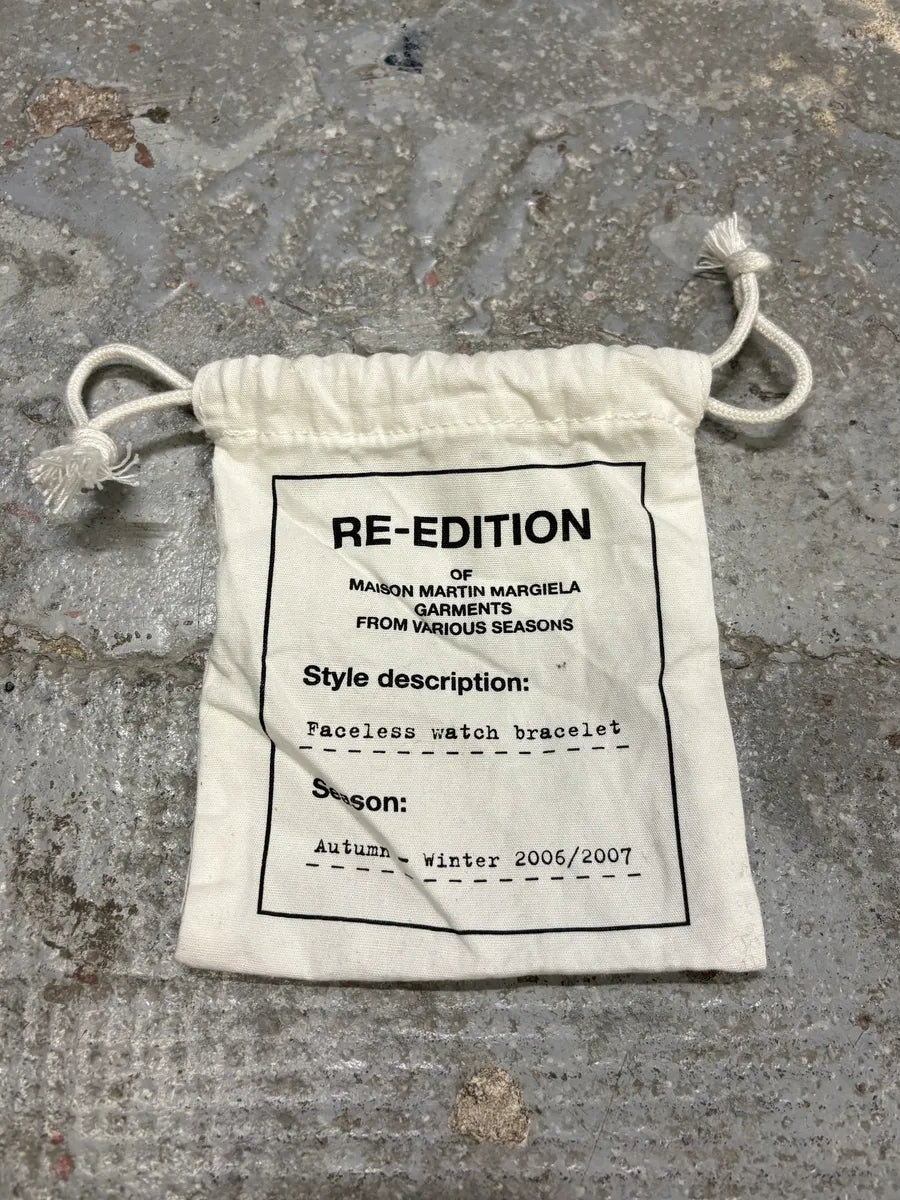 RE-EDITION
OF
MAISON MARTIN MARGIELA
GARMENTS
FROM VARIOUS SEASONS
Style description:
Faceless watch bracelet
Season:
Autumn - Winter 2006/2007